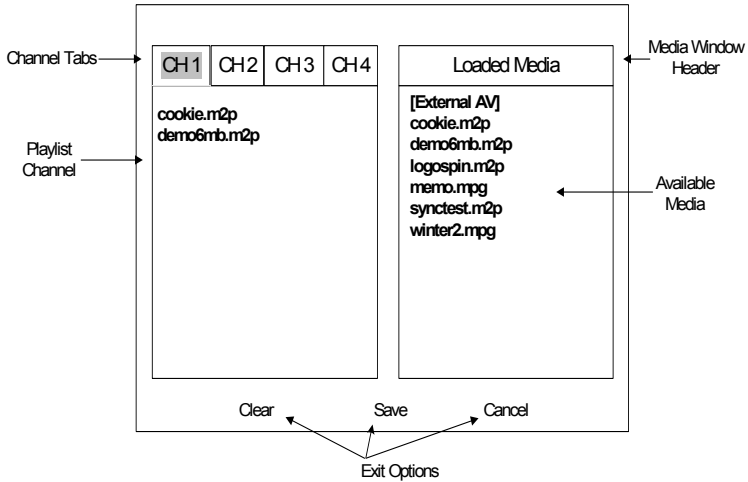 Channel Tabs
CH1 CH2 CH3 CH4
Loaded Media
Media Window
Header
Playlist
Channel
cookie.m2p
demo6mb.m2p
[External AV]
cookie.m2p
demo6mb.m2p
logospin.m2p
memo.mpg
synctest.m2p
winter2.mpg
Available
Media
Clear Save Cancel
Exit Options